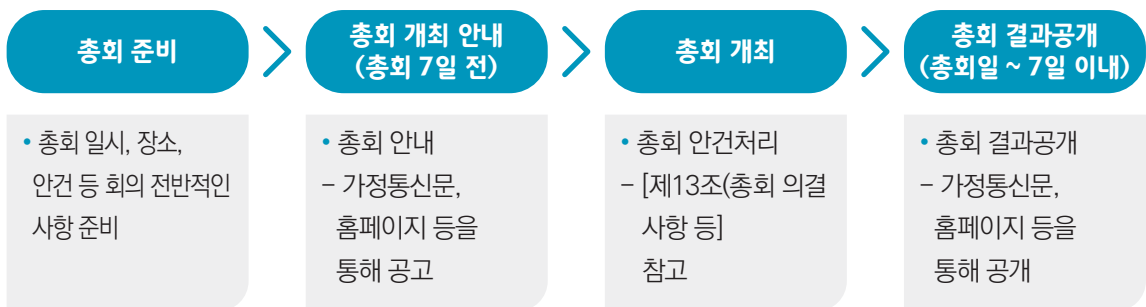 총회 준비
총회 개최 안내
(총회 7일 전)
총회 개최
총회 결과공개
(총회일 ~ 7일 이내)
• 총회 일시, 장소,
안건 등 회의 전반적인
사항 준비
• 총회 안내
– 가정통신문,
홈페이지 등을
통해 공고
• 총회 안건처리
– [제13조(총회 의결
사항 등]
참고
• 총회 결과공개
– 가정통신문,
홈페이지 등을
통해 공개